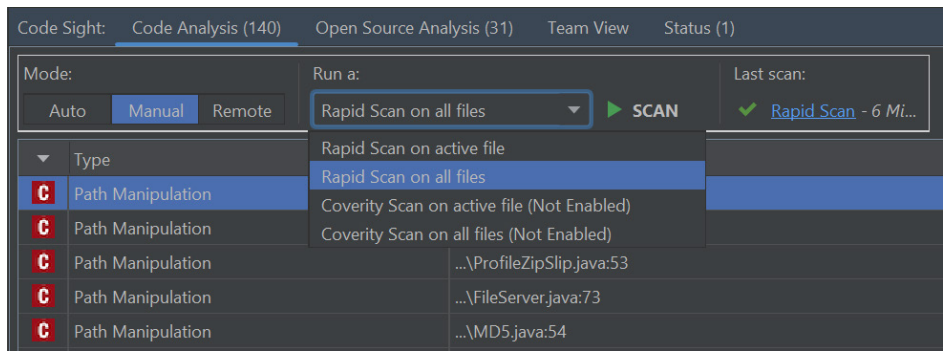 Code Sight: Code Analysis (140) Open Source Analysis (31) Team View Status (1)
Mode: Run a: Last scan:
Auto Manual Remote Rapid Scan on all files SCAN Rapid Scan - 6 Mi...
Type
Rapid Scan on active file
Rapid Scan on all files
Coverity Scan on active file (Not Enabled)
Coverity Scan on all files (Not Enabled)
C Path Manipulation
C Path Manipulation
C Path Manipulation ...\ProfileZipSlip.java:53
C Path Manipulation ...\FileServer.java:73
C Path Manipulation ...\MD5.java:54